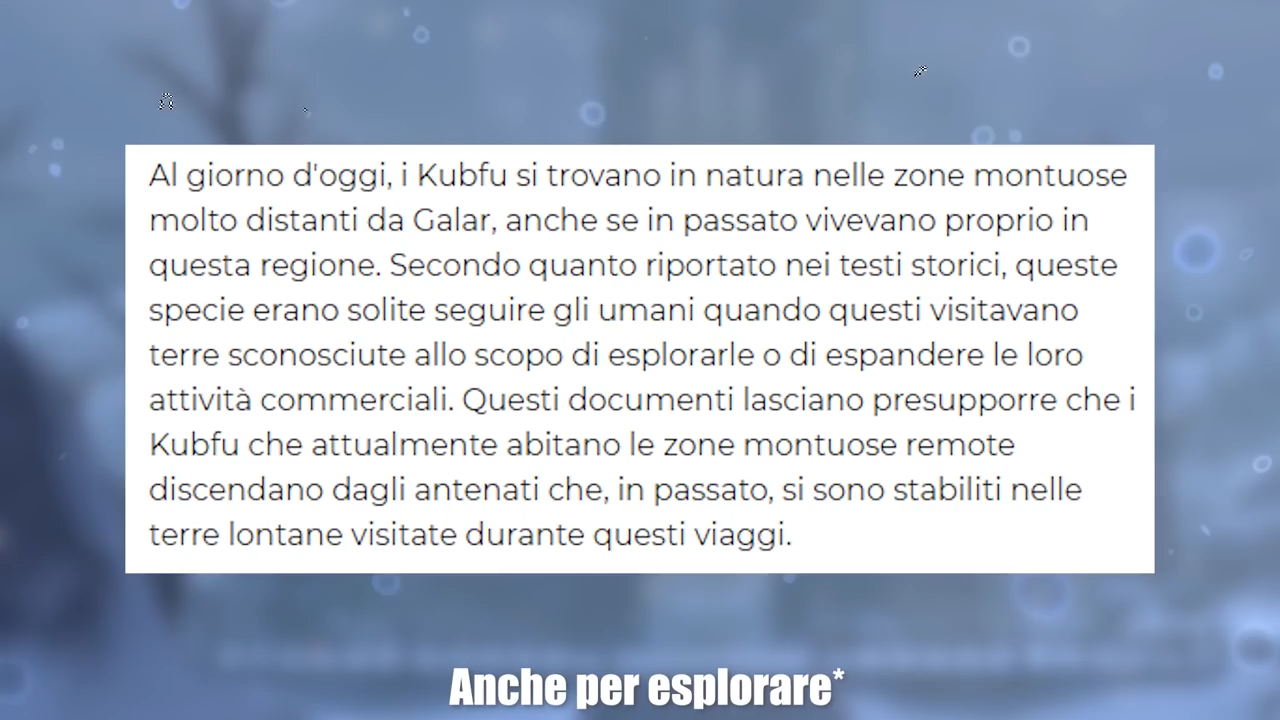 Al giorno d'oggi, i Kubfu si trovano in natura nelle zone montuose
molto distanti da Galar, anche se in passato vivevano proprio in
questa regione. Secondo quanto riportato nei testi storici, queste
specie erano solite seguire gli umani quando questi visitavano
terre sconosciute allo scopo di esplorarle o di espandere le loro
attività commerciali. Questi documenti lasciano presupporre che i
Kubfu che attualmente abitano le zone montuose remote
discendano dagli antenati che, in passato, si sono stabiliti nelle
terre lontane visitate durante questi viaggi.
Anche per esplorare*